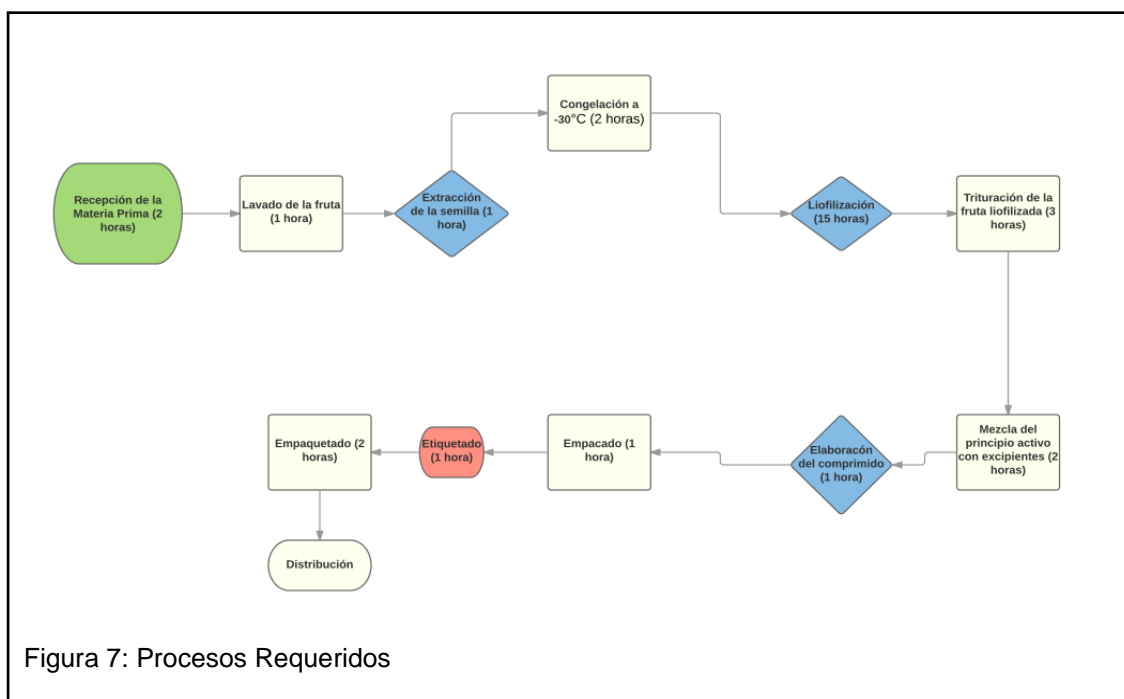 Recepción de la
Materia Prima (2
horas)
Lavado de la fruta
(1 hora)
Extracción
de la semilla (1
hora)
Congelación a
-30°C (2 horas)
Liofilización
(15 horas)
Trituración de la
fruta liofilizada (3
horas)
Mezcla del
principio activo
con excipientes (2
horas)
Elaboracón
del comprimido
(1 hora)
Empacado (1
hora)
Etiquetado
(1 hora)
Empaquetado (2
horas)
Distribución
Figura 7: Procesos Requeridos